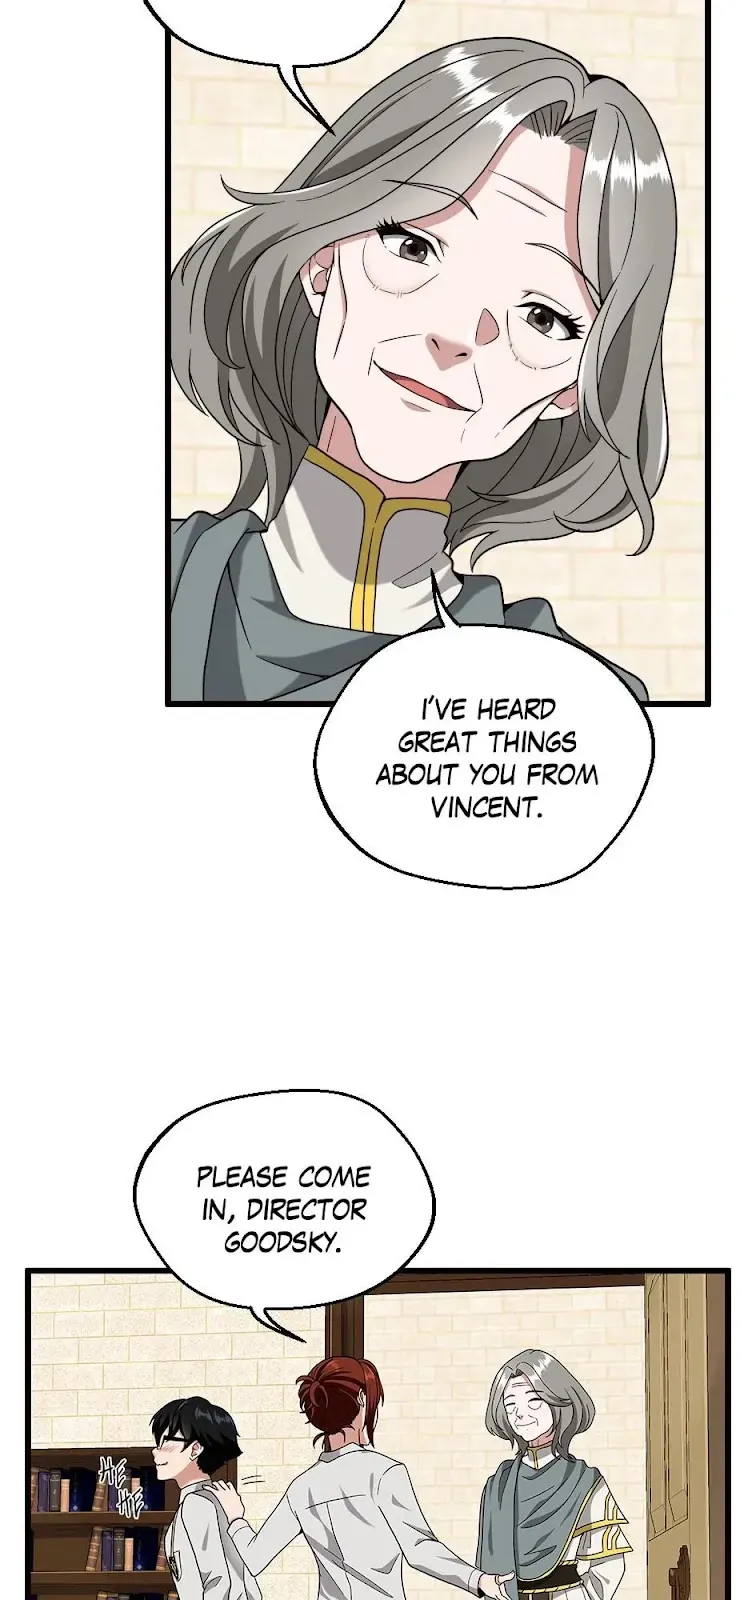 I'VE HEARD
GREAT THINGS
ABOUT YOU FROM
VINCENT.
PLEASE COME
IN, DIRECTOR
GOODSKY.
HE
HE